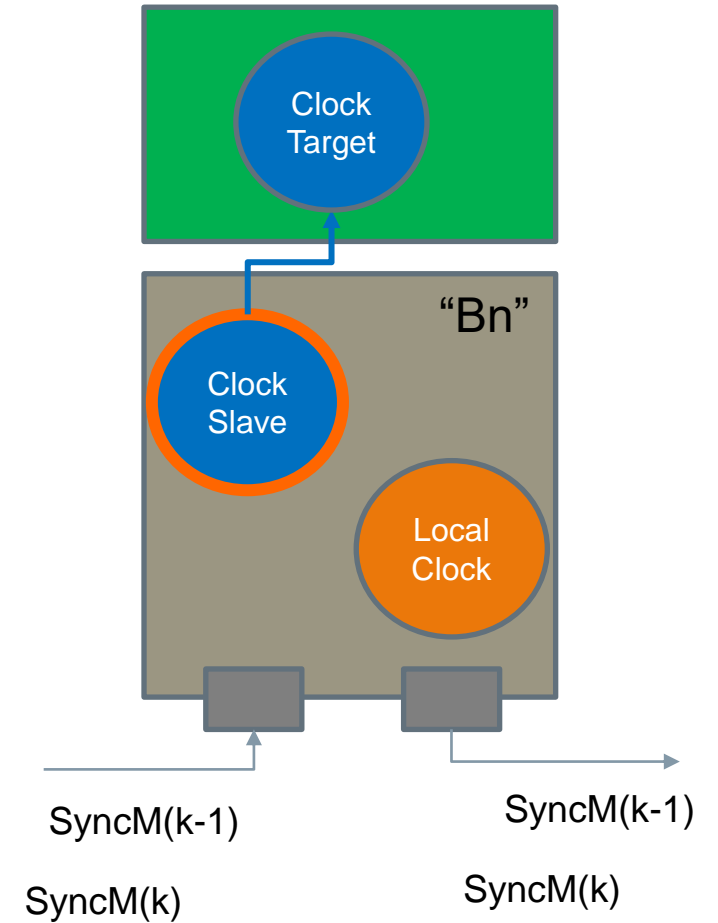 Clock
Target
“Bn”
Clock
Slave
Local
Clock
SyncM(k-1)
SyncM(k-1)
SyncM(k)
SyncM(k)